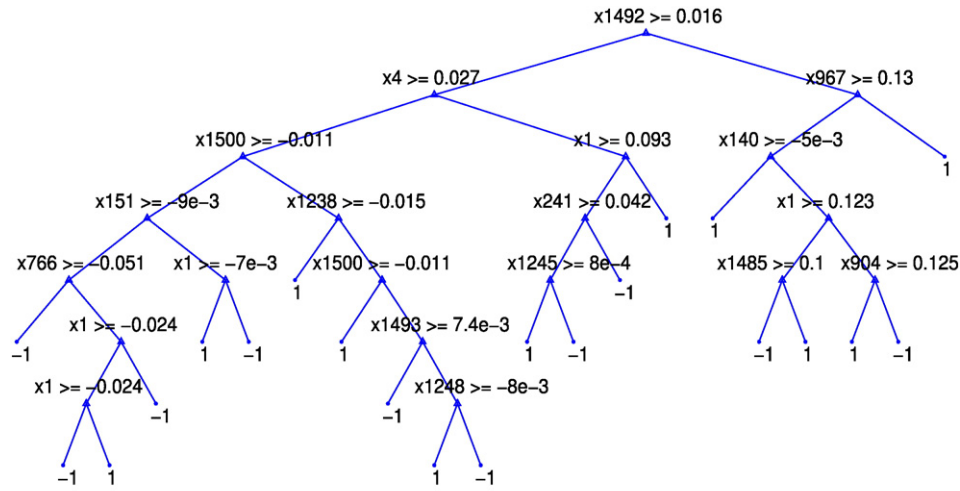 x1492 >= 0.016
x4 >= 0.027
x967 >= 0.13
x1500 >= −0.011
x1 >= 0.093
x140 >= −5e−3
1
x151 >= −9e−3
x1238 >= −0.015
x241 >= 0.042
1
1
x1 >= 0.123
x766 >= −0.051
x1 >= −7e−3
1
x1500 >= −0.011
x1245 >= 8e−4
−1
x1485 >= 0.1
x904 >= 0.125
−1
x1 >= −0.024
1
−1
1
x1493 >= 7.4e−3
1
−1
−1
1
1
−1
x1 >= −0.024
−1
−1
x1248 >= −8e−3
−1
1
1
−1